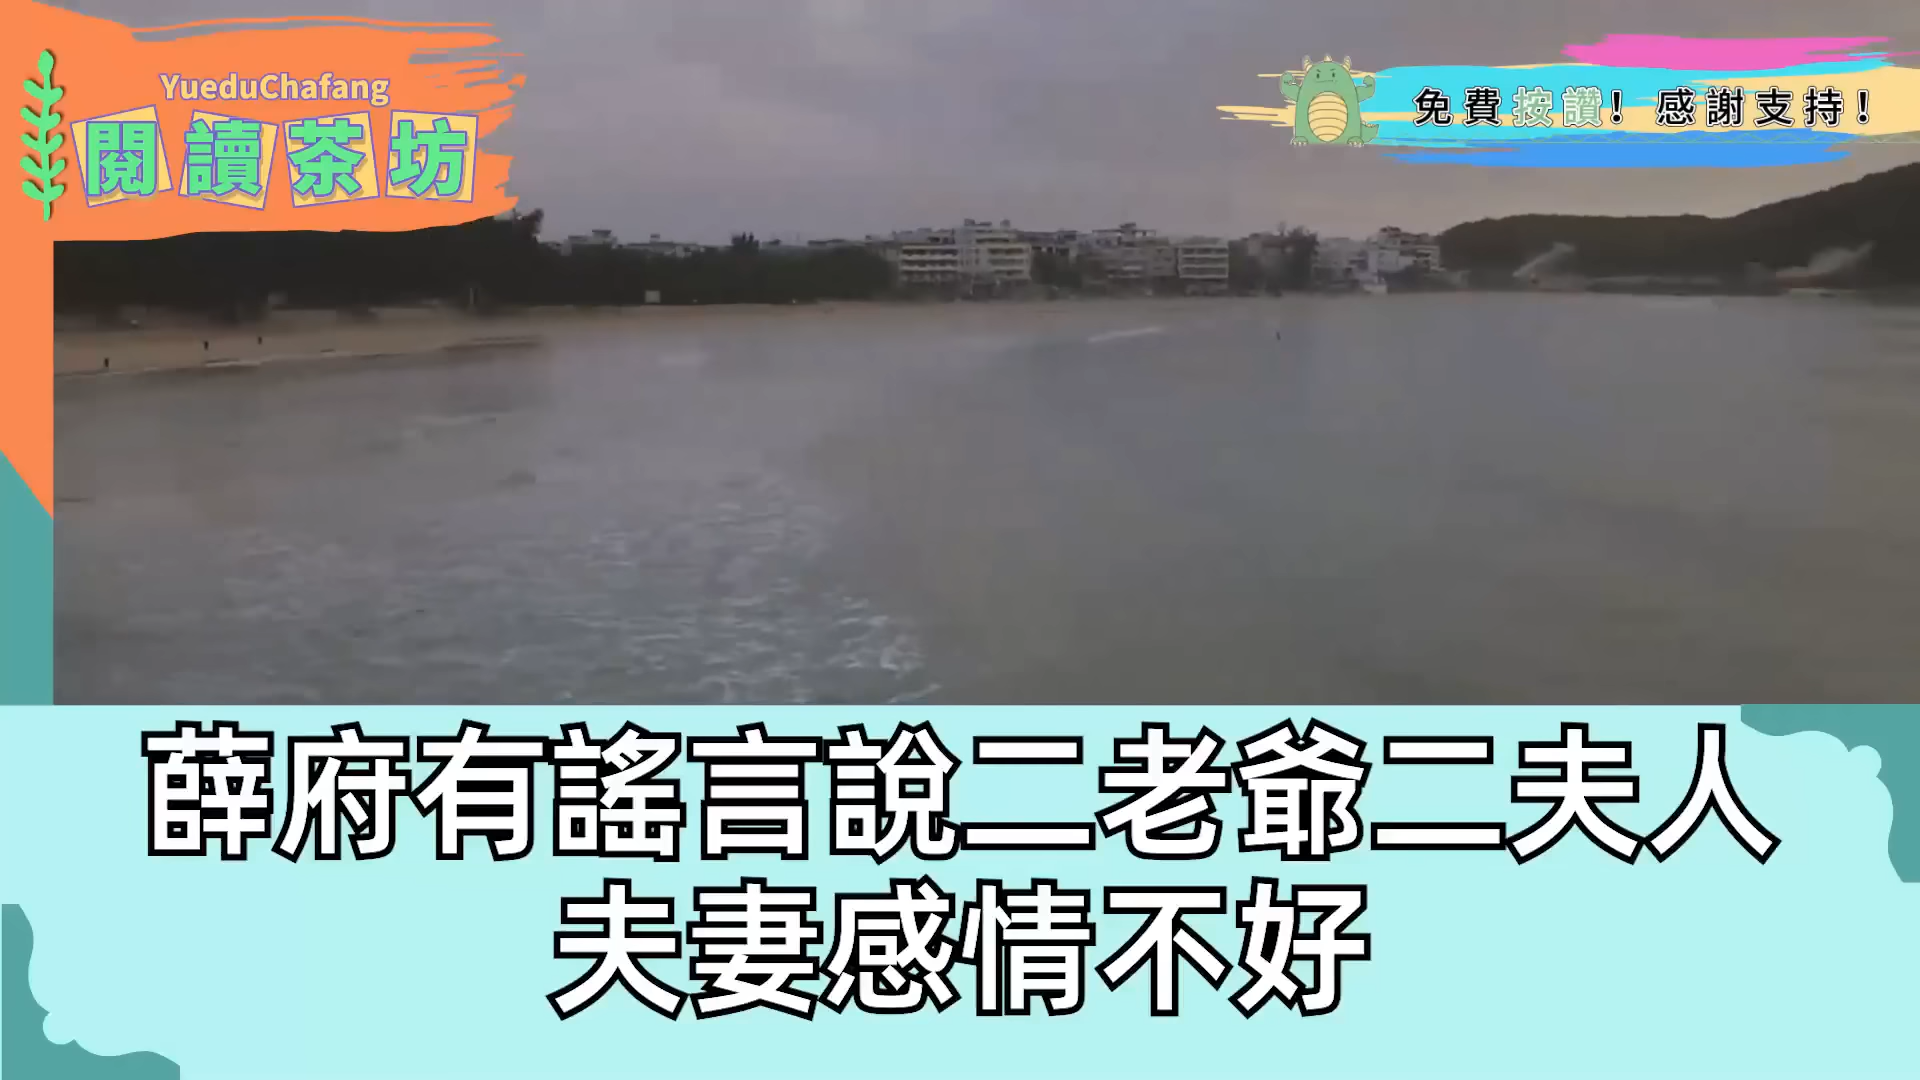 YueduChafang
閱讀茶坊
免費按讚！感謝支持！
薛府有謠言說二老爺二夫人
夫妻感情不好